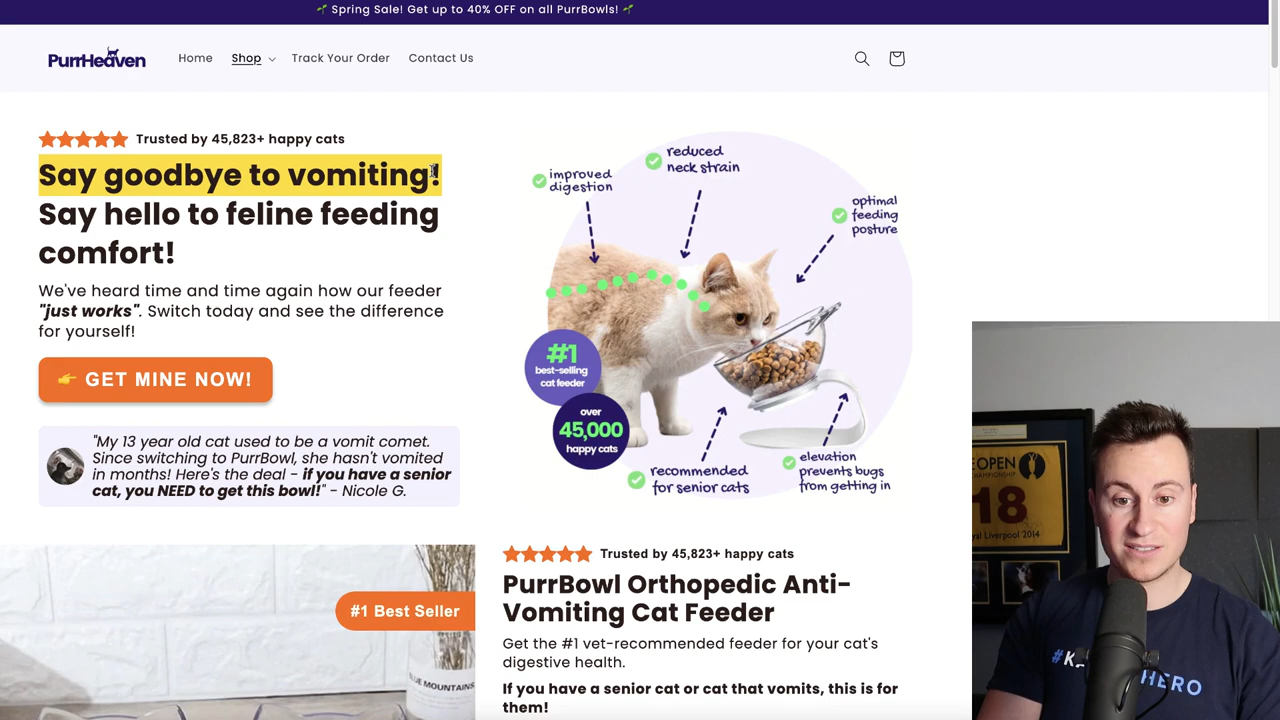 🌱 Spring Sale! Get up to 40% OFF on all PurrBowls! 🌱
PurrHeaven
Home
Shop
Track Your Order
Contact Us
Trusted by 45,823+ happy cats
Say goodbye to vomiting!
Say hello to feline feeding
comfort!
We've heard time and time again how our feeder
"just works". Switch today and see the difference
for yourself!
👉 GET MINE NOW!
"My 13 year old cat used to be a vomit comet.
Since switching to PurrBowl, she hasn't vomited
in months! Here's the deal - if you have a senior
cat, you NEED to get this bowl!" - Nicole G.
improved
digestion
reduced
neck strain
optimal
feeding
posture
#1
best-selling
cat feeder
over
45,000
happy cats
recommended
for senior cats
elevation
prevents bugs
from getting in
#1 Best Seller
BLUE MOUNTAINS
Trusted by 45,823+ happy cats
PurrBowl Orthopedic Anti-
Vomiting Cat Feeder
Get the #1 vet-recommended feeder for your cat's
digestive health.
If you have a senior cat or cat that vomits, this is for
them!
OPEN
CHAMPIONSHIP
18
Royal Liverpool 2014
#K
HERO